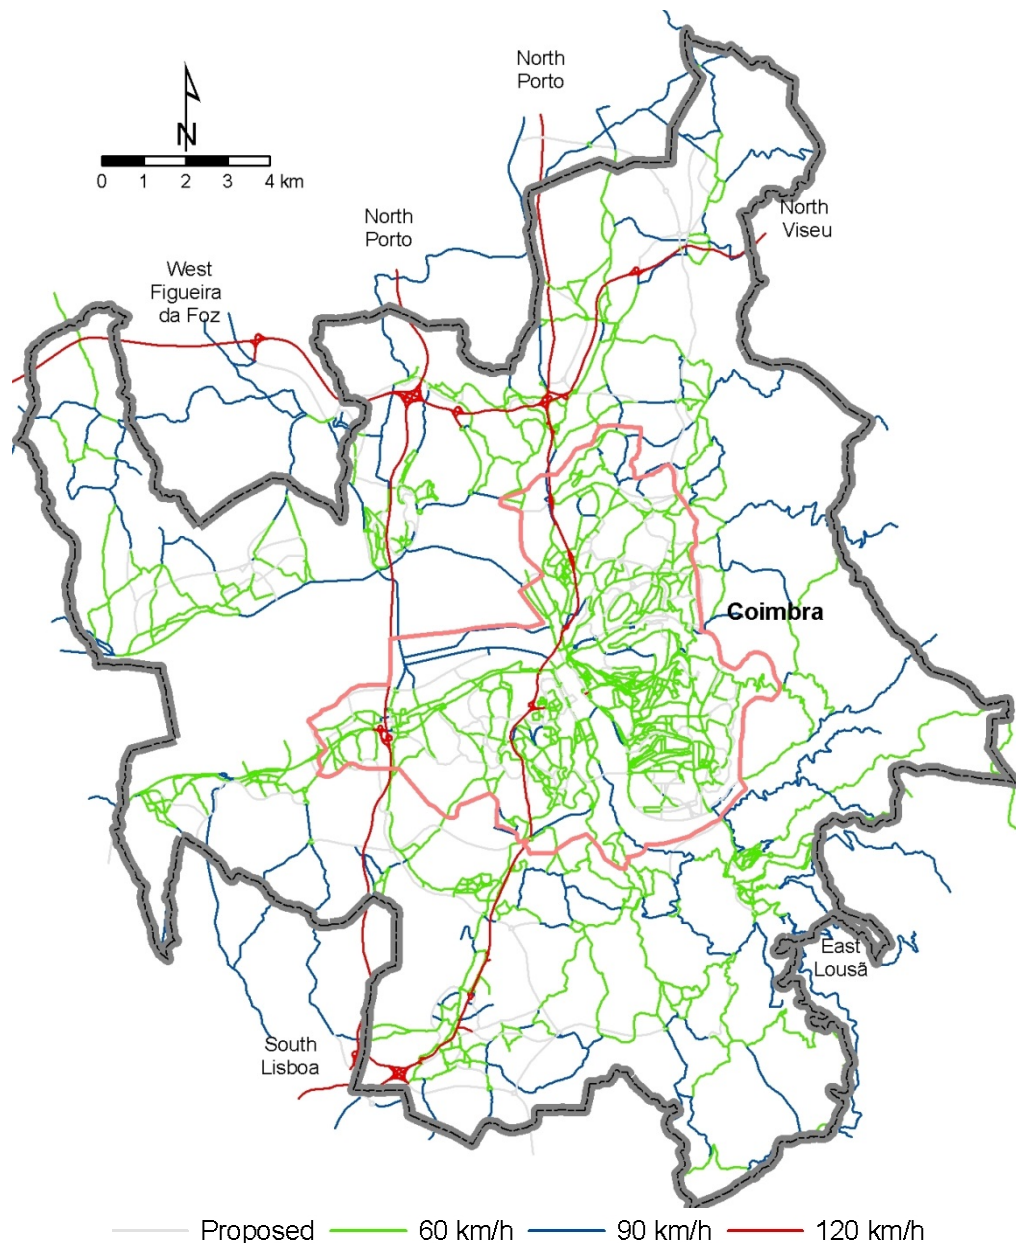 North
Porto
N
0 1 2 3 4 km
North
Viseu
North
Porto
West
Figueira
da Foz
Coimbra
East
Lousã
South
Lisboa
Proposed 60 km/h 90 km/h 120 km/h